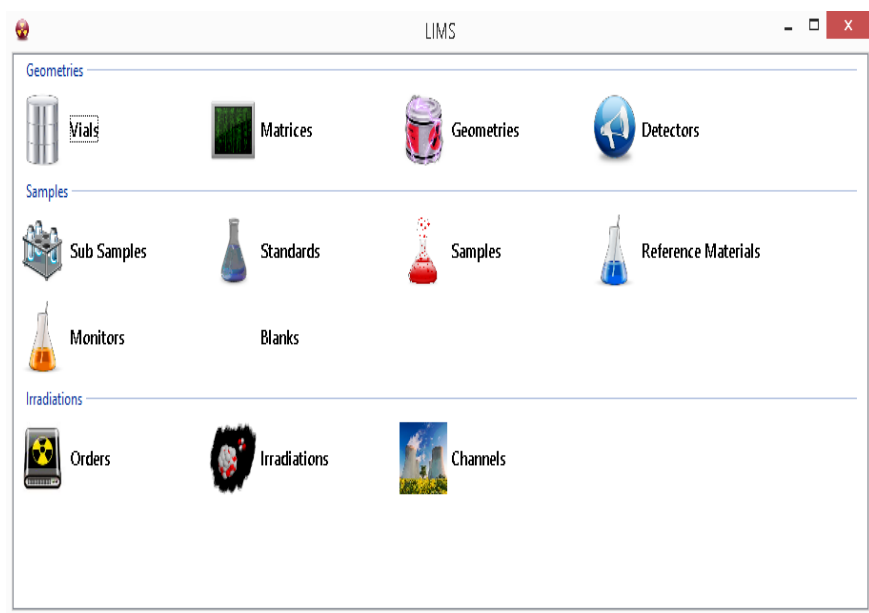 LIMS
Geometries
Vials Matrices Geometries Detectors
Samples
Sub Samples Standards Samples Reference Materials
Monitors Blanks
Irradiations
Orders Irradiations Channels